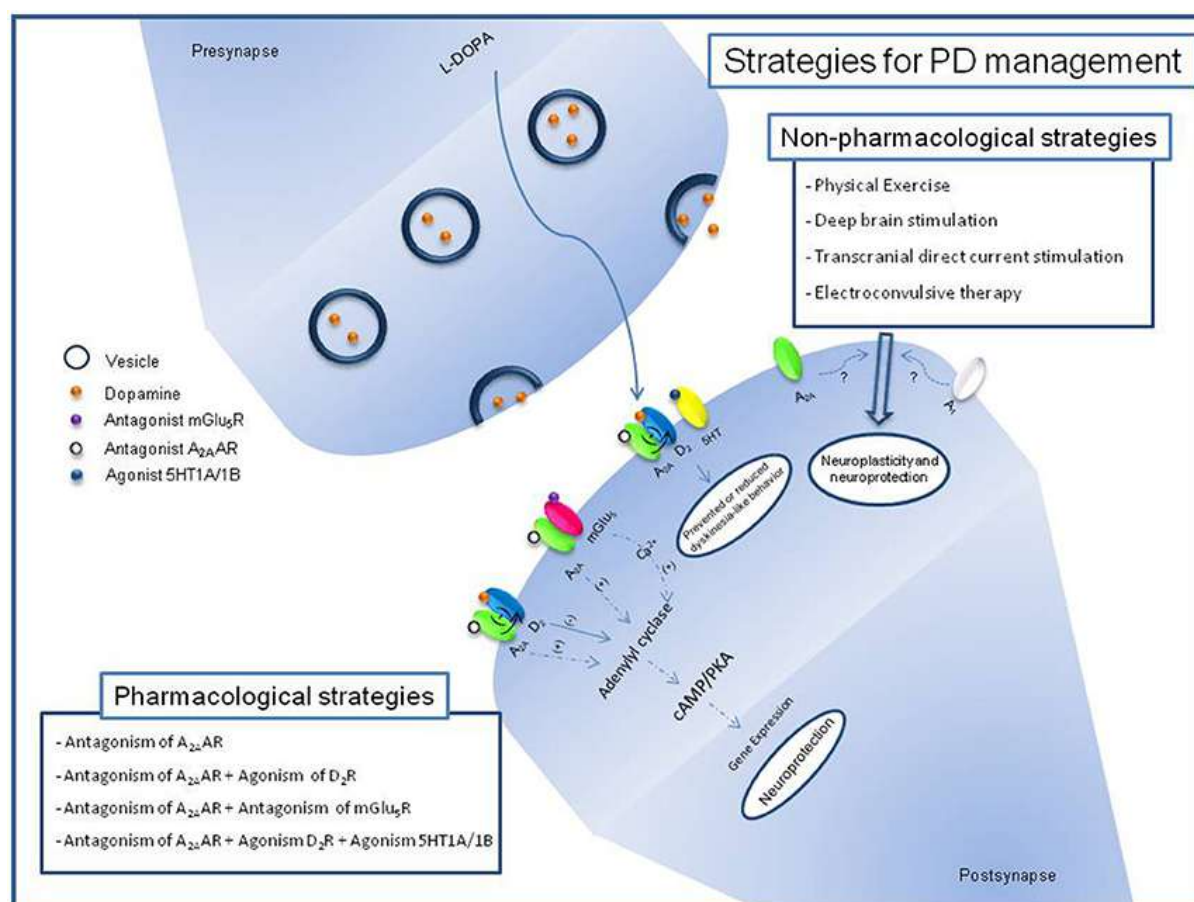 Presynapse
L-DOPA
Strategies for PD management
Non-pharmacological strategies
- Physical Exercise
- Deep brain stimulation
- Transcranial direct current stimulation
- Electroconvulsive therapy
Vesicle
Dopamine
Antagonist mGlu₅R
Antagonist A₂ₐAR
Agonist 5HT1A/1B
A₂ₐ
?
?
A₁
A₂ₐ
D₂
5HT
(-)
Prevented or reduced
dyskinesia-like behavior
Neuroplasticity and
neuroprotection
mGlu₅
A₂ₐ
Ca²⁺
(+)
(+)
(-)
D₂
A₂ₐ
(-)
(+)
Adenylyl cyclase
cAMP/PKA
Gene Expression
Neuroprotection
Pharmacological strategies
- Antagonism of A₂ₐAR
- Antagonism of A₂ₐAR + Agonism of D₂R
- Antagonism of A₂ₐAR + Antagonism of mGlu₅R
- Antagonism of A₂ₐAR + Agonism D₂R + Agonism 5HT1A/1B
Postsynapse